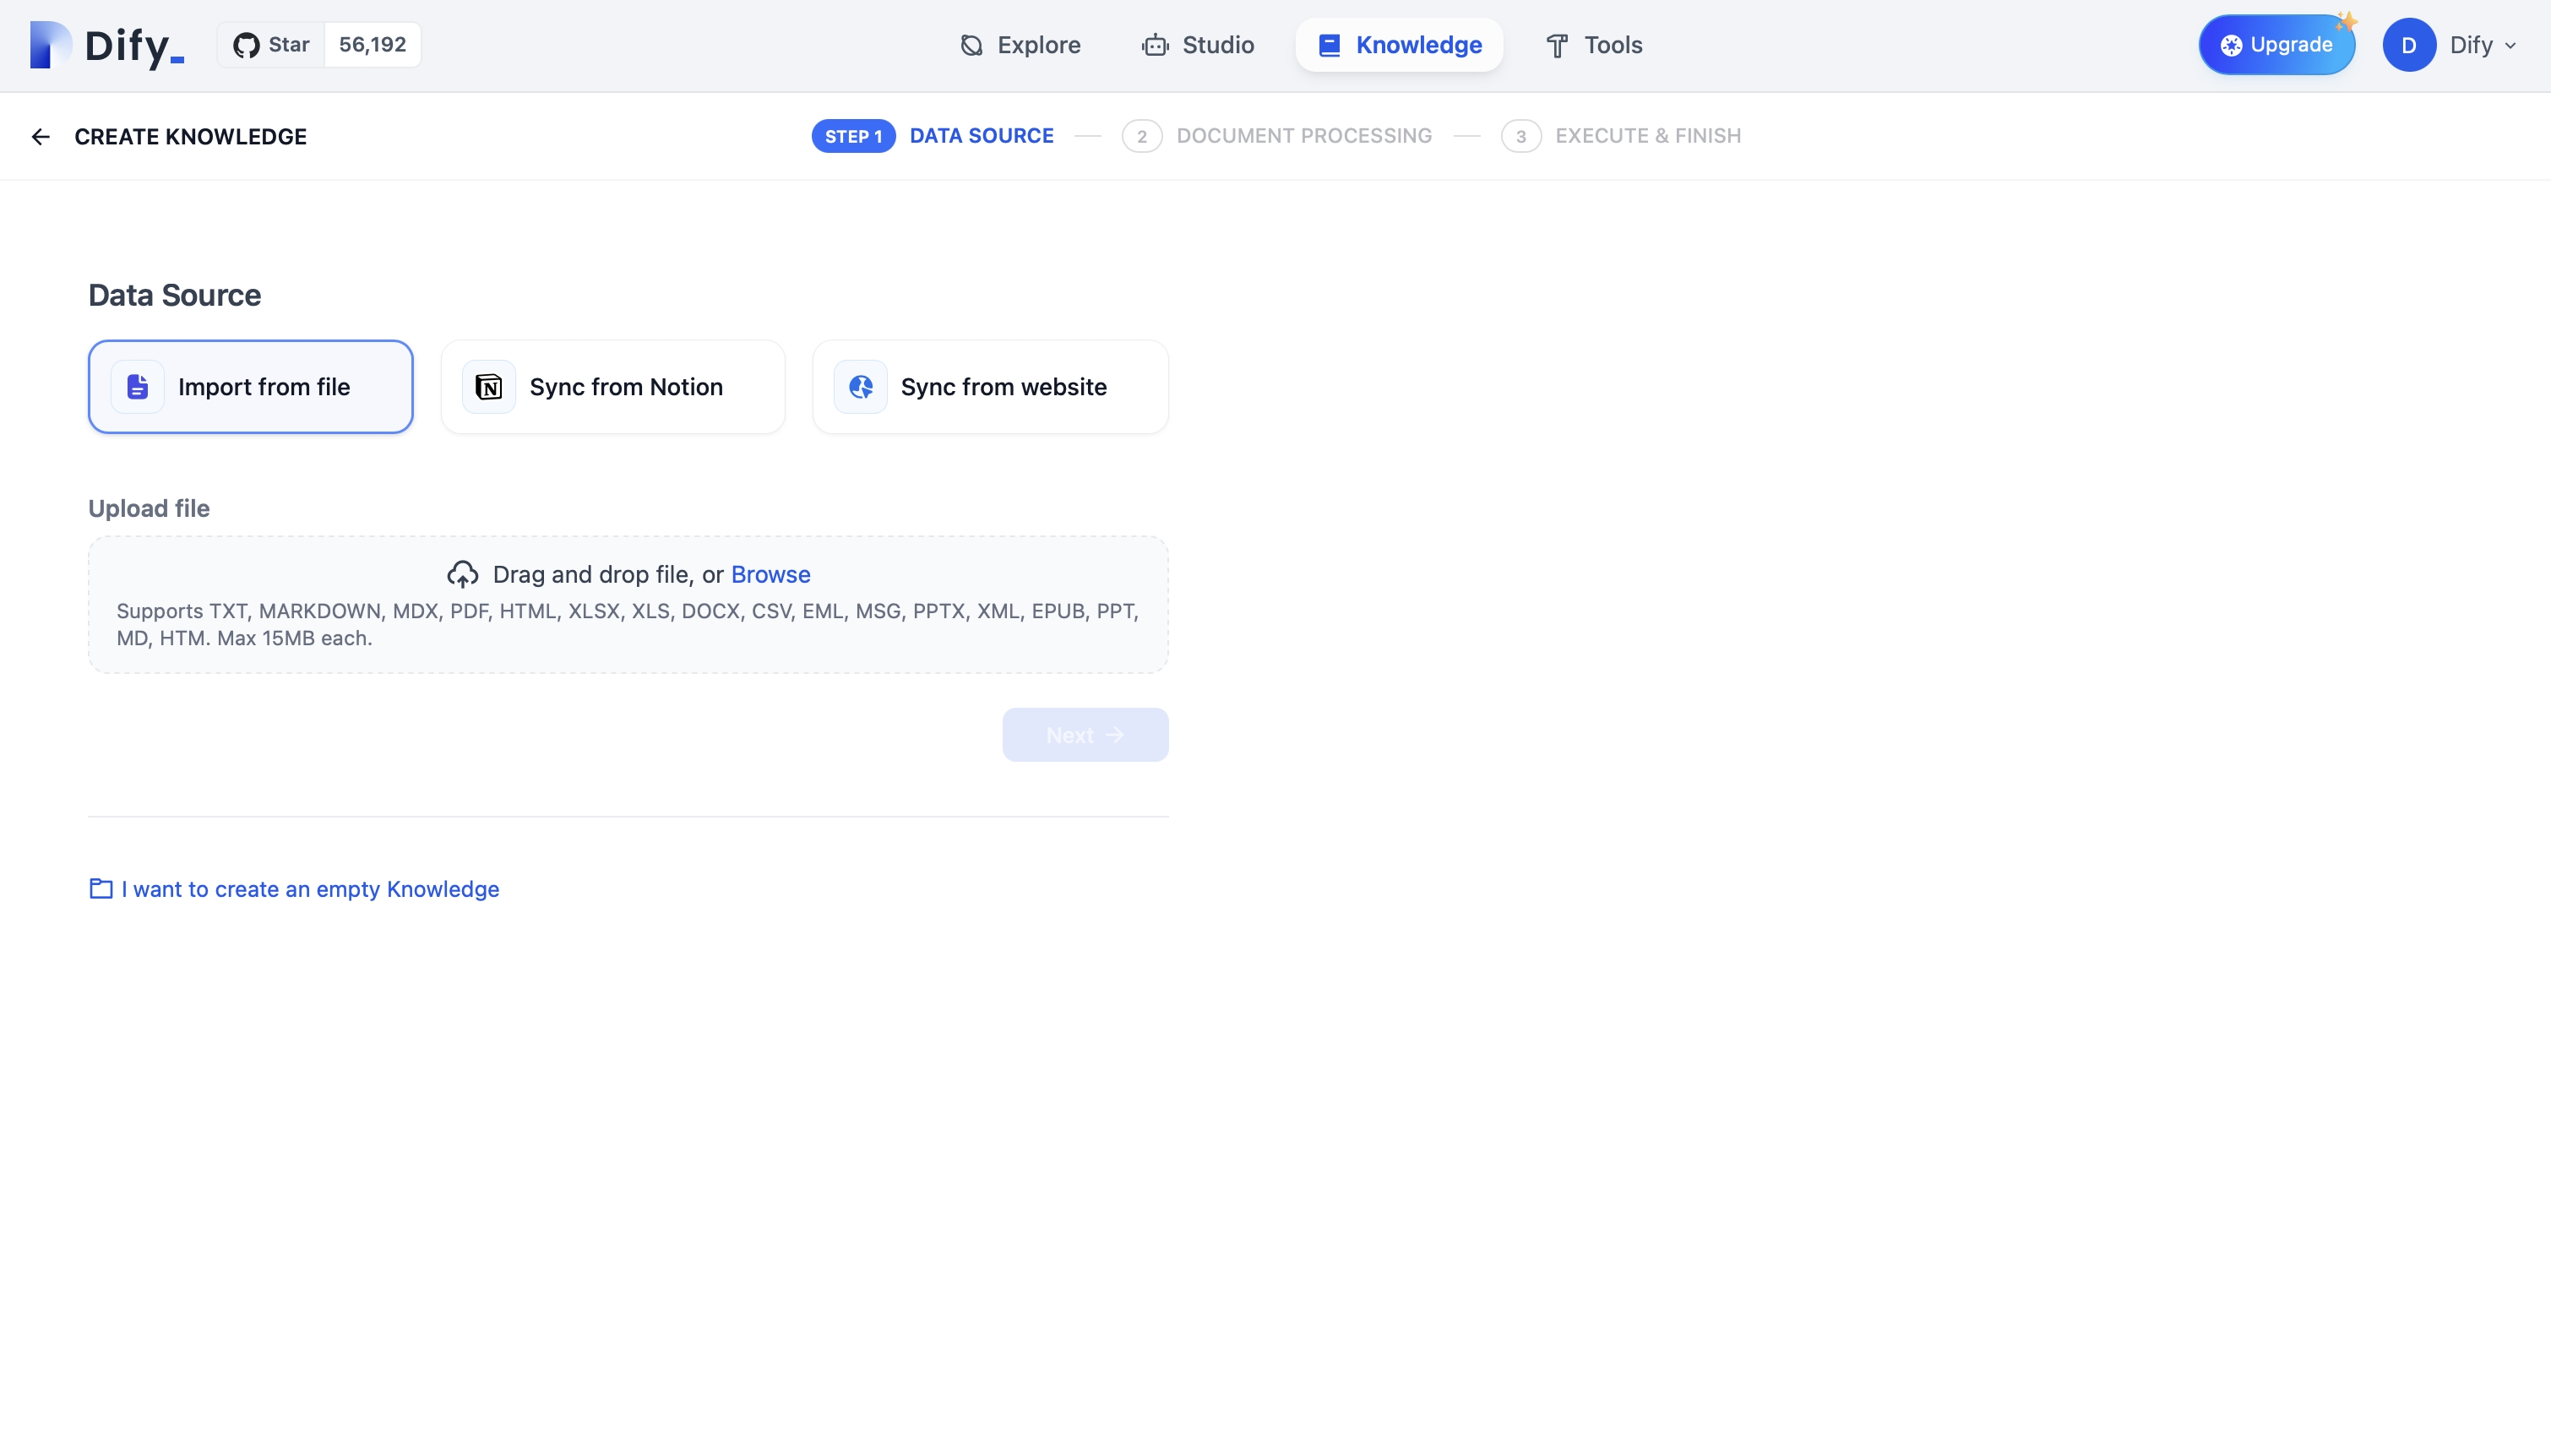 Dify_
Star 56,192
Explore
Studio
Knowledge
Tools
Upgrade
D
Dify
CREATE KNOWLEDGE
STEP 1 DATA SOURCE
2 DOCUMENT PROCESSING
3 EXECUTE & FINISH
Data Source
Import from file
N
Sync from Notion
Sync from website
Upload file
Drag and drop file, or Browse
Supports TXT, MARKDOWN, MDX, PDF, HTML, XLSX, XLS, DOCX, CSV, EML, MSG, PPTX, XML, EPUB, PPT,
MD, HTM. Max 15MB each.
Next
I want to create an empty Knowledge